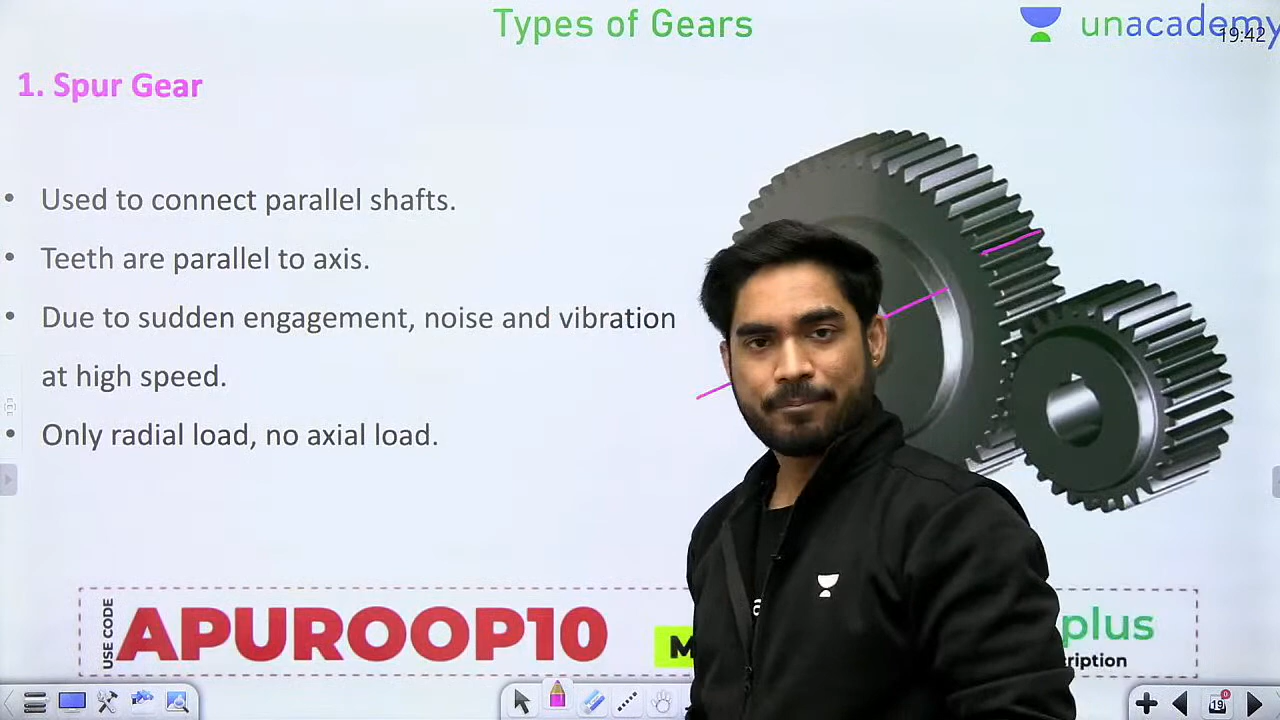 Types of Gears
unacademy
19:42
1. Spur Gear
• Used to connect parallel shafts.
• Teeth are parallel to axis.
• Due to sudden engagement, noise and vibration
at high speed.
• Only radial load, no axial load.
USE CODE
APUROOP10
plus
19
0